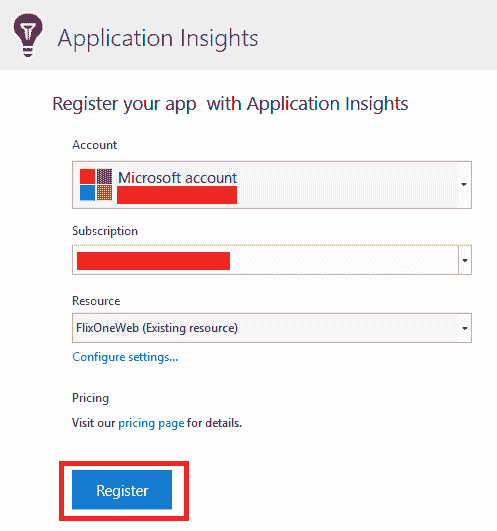 Application Insights
Register your app with Application Insights
Account
Microsoft account
Subscription
Resource
FlixOneWeb (Existing resource)
Configure settings...
Pricing
Visit our pricing page for details.
Register